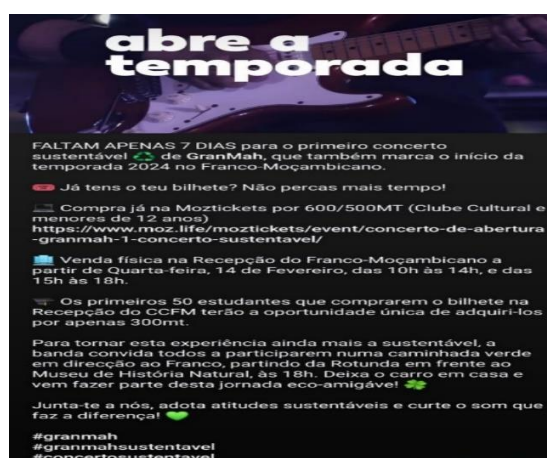 abre a
temporada
FALTAM APENAS 7 DIAS para o primeiro concerto
sustentável ♻️ de GranMah, que também marca o início da
temporada 2024 no Franco-Moçambicano.
🎟️ Já tens o teu bilhete? Não percas mais tempo!
💻 Compra já na Moztickets por 600/500MT (Clube Cultural e
menores de 12 anos)
https://www.moz.life/moztickets/event/concerto-de-abertura
-granmah-1-concerto-sustentavel/
🏙️ Venda física na Recepção do Franco-Moçambicano a
partir de Quarta-feira, 14 de Fevereiro, das 10h às 14h, e das
15h às 18h.
🎓 Os primeiros 50 estudantes que comprarem o bilhete na
Recepção do CCFM terão a oportunidade única de adquiri-los
por apenas 300mt.
Para tornar esta experiência ainda mais a sustentável, a
banda convida todos a participarem numa caminhada verde
em direcção ao Franco, partindo da Rotunda em frente ao
Museu de História Natural, às 18h. Deixa o carro em casa e
vem fazer parte desta jornada eco-amigável! 🍀
Junta-te a nós, adota atitudes sustentáveis e curte o som que
faz a diferença! 💚
#granmah
#granmahsustentavel
#concertosustentavel